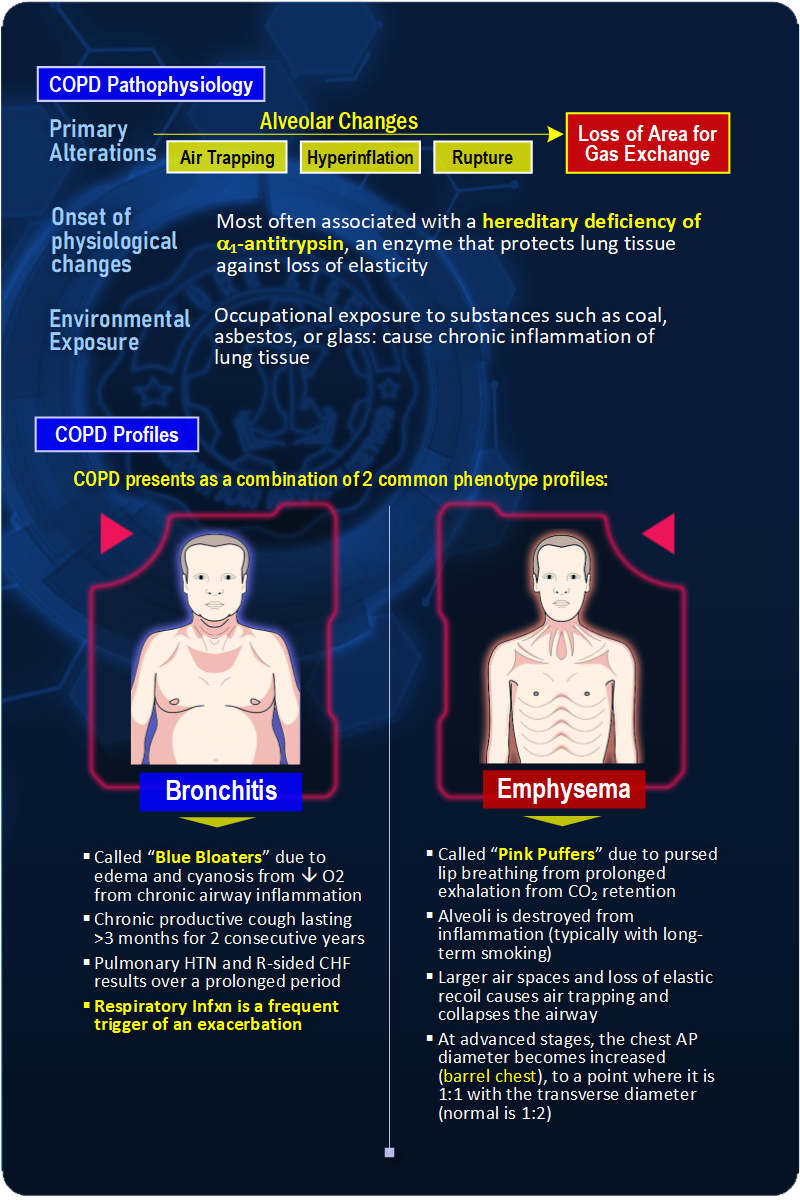 COPD Pathophysiology
Primary
Alterations
Alveolar Changes
Air Trapping
Hyperinflation
Rupture
Loss of Area for
Gas Exchange
Onset of
physiological
changes
Most often associated with a hereditary deficiency of
α₁-antitrypsin, an enzyme that protects lung tissue
against loss of elasticity
Environmental
Exposure
Occupational exposure to substances such as coal,
asbestos, or glass: cause chronic inflammation of
lung tissue
COPD Profiles
COPD presents as a combination of 2 common phenotype profiles:
Bronchitis
▪ Called “Blue Bloaters” due to
edema and cyanosis from ↓ O2
from chronic airway inflammation
▪ Chronic productive cough lasting
>3 months for 2 consecutive years
▪ Pulmonary HTN and R-sided CHF
results over a prolonged period
▪ Respiratory Infxn is a frequent
trigger of an exacerbation
Emphysema
▪ Called “Pink Puffers” due to pursed
lip breathing from prolonged
exhalation from CO₂ retention
▪ Alveoli is destroyed from
inflammation (typically with long-
term smoking)
▪ Larger air spaces and loss of elastic
recoil causes air trapping and
collapses the airway
▪ At advanced stages, the chest AP
diameter becomes increased
(barrel chest), to a point where it is
1:1 with the transverse diameter
(normal is 1:2)